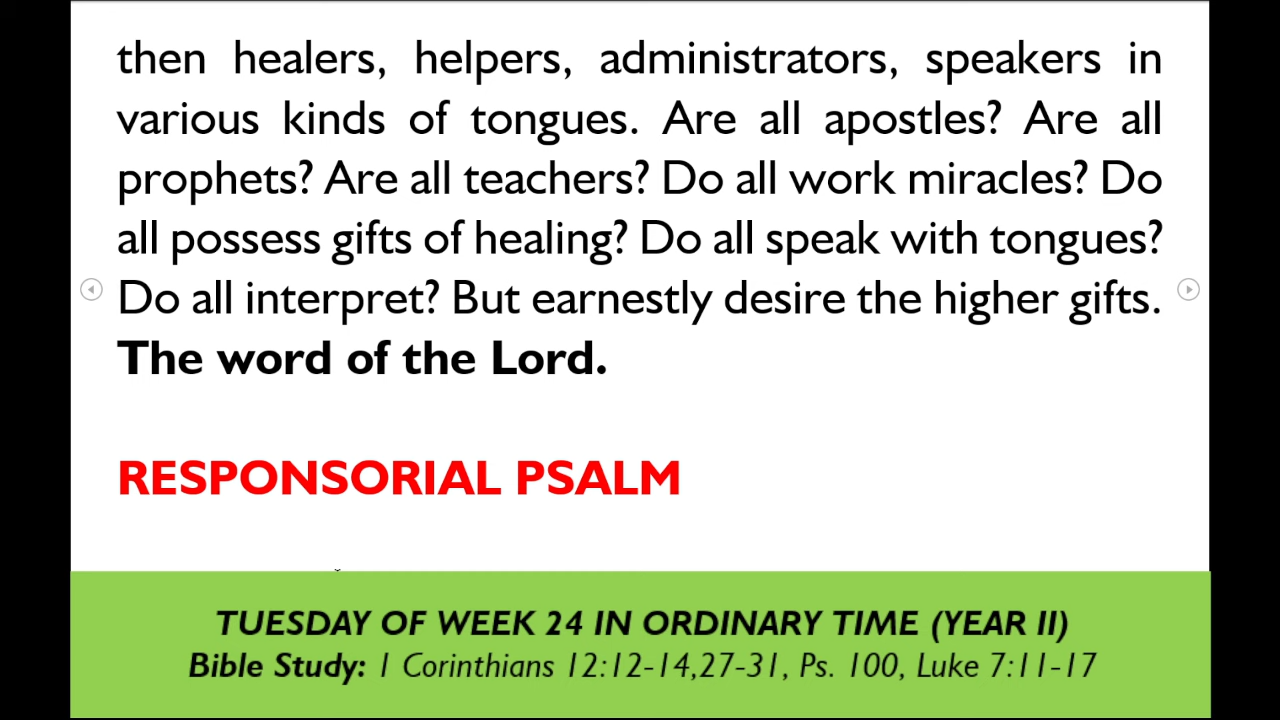 then healers, helpers, administrators, speakers in
various kinds of tongues. Are all apostles? Are all
prophets? Are all teachers? Do all work miracles? Do
all possess gifts of healing? Do all speak with tongues?
Do all interpret? But earnestly desire the higher gifts.
The word of the Lord.
RESPONSORIAL PSALM
TUESDAY OF WEEK 24 IN ORDINARY TIME (YEAR II)
Bible Study: 1 Corinthians 12:12-14,27-31, Ps. 100, Luke 7:11-17